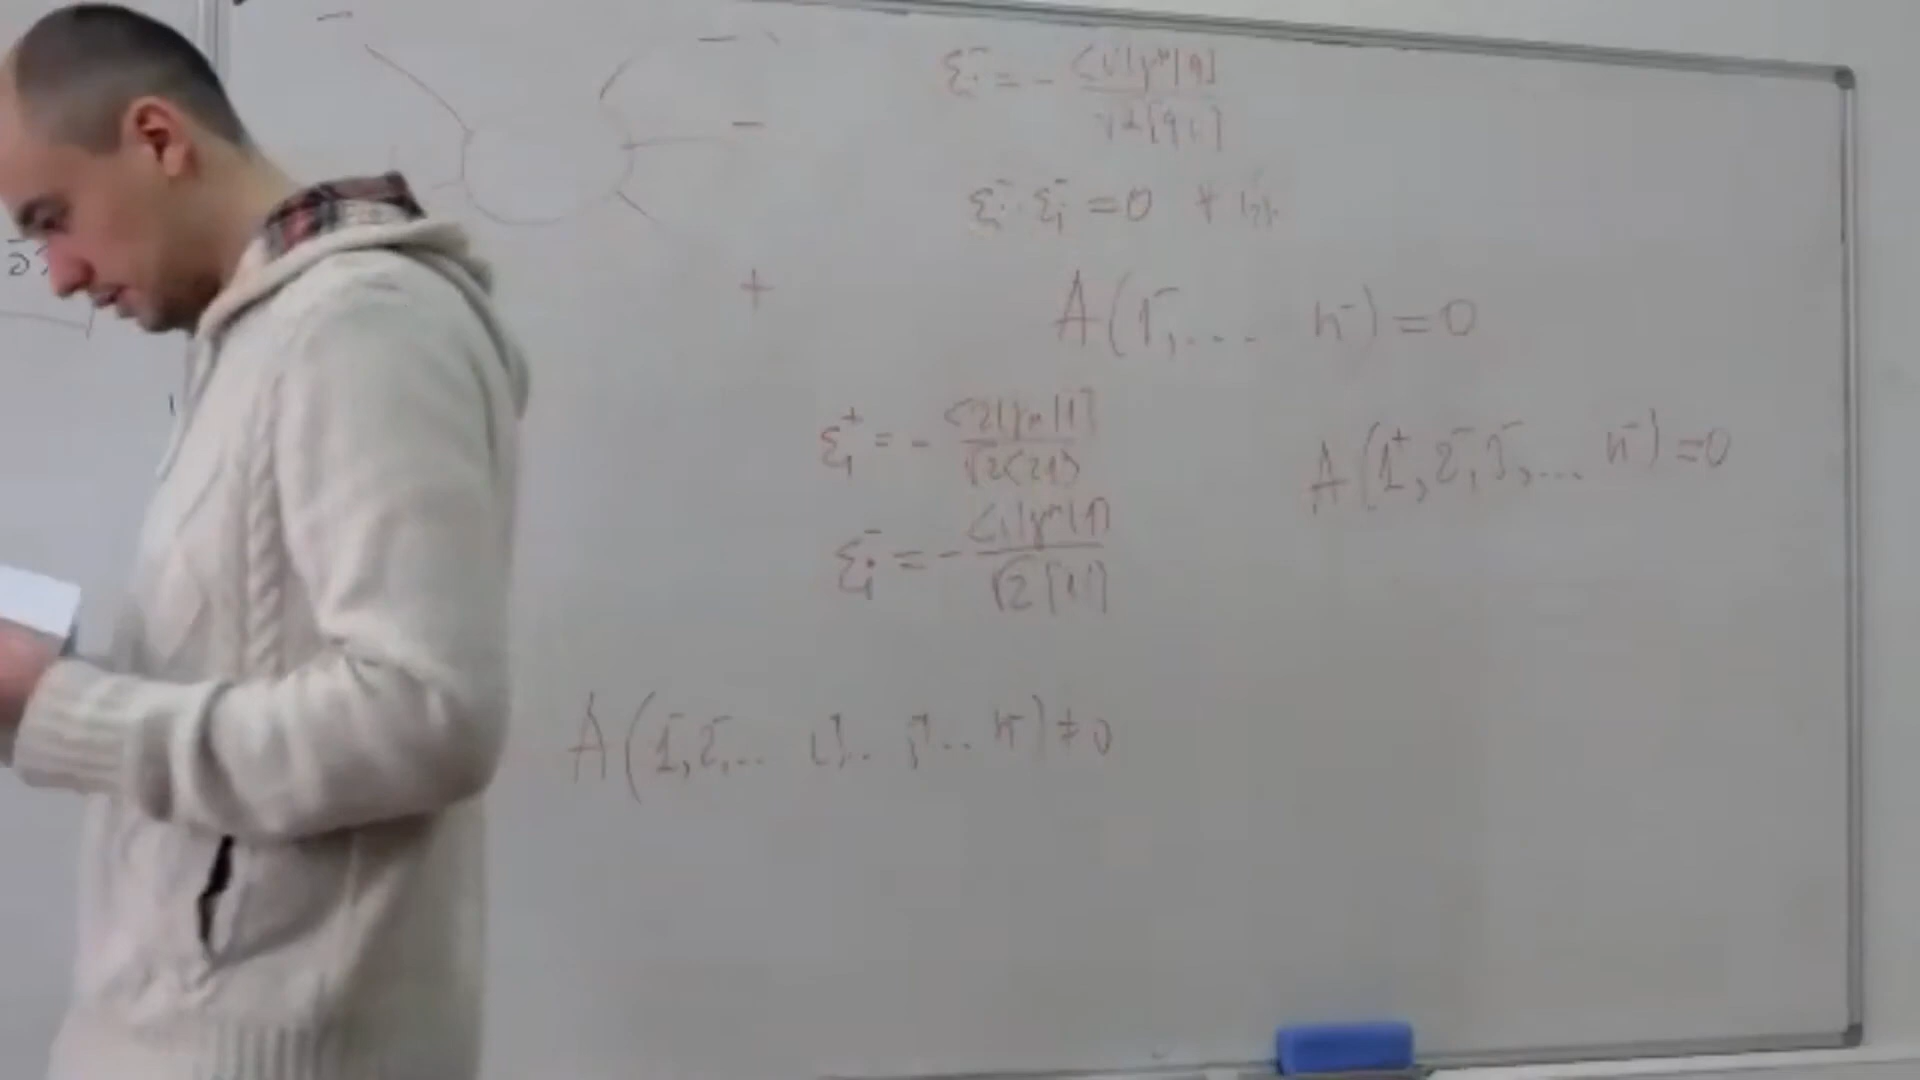 ε_i^- = - <i|γ^μ|q] / √2[qi]
ε_i^- · ε_j^- = 0 ∀ i,j
+
A(1^-, ... n^-) = 0
ε_1^+ = - <2|γ^μ|1] / √2<21>
A(1^+, 2^-, 3^-, ... n^-) = 0
ε_i^- = - <i|γ^μ|1] / √2[1i]
A(1^-, 2^-, ... i^+, .. j^+ ... n^-) ≠ 0